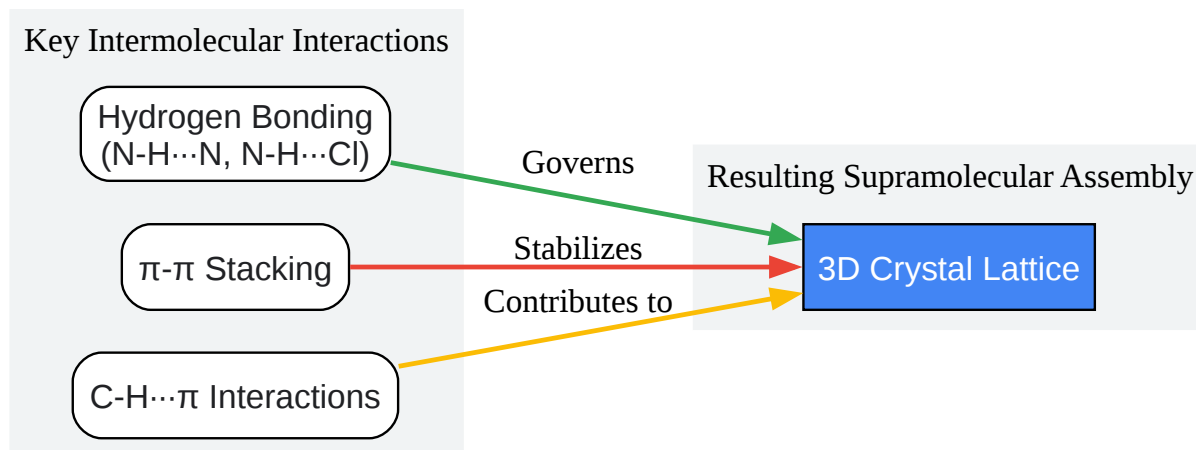 Key Intermolecular Interactions
Hydrogen Bonding
(N-H···N, N-H···Cl)
π-π Stacking
C-H···π Interactions
Governs
Stabilizes
Contributes to
Resulting Supramolecular Assembly
3D Crystal Lattice